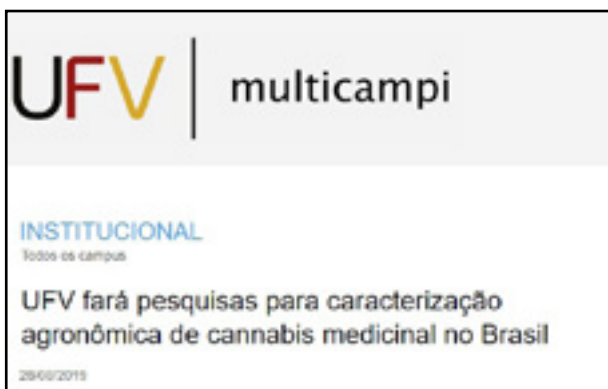 UFV multicampi
INSTITUCIONAL
Todos os campus
UFV fará pesquisas para caracterização
agronômica de cannabis medicinal no Brasil